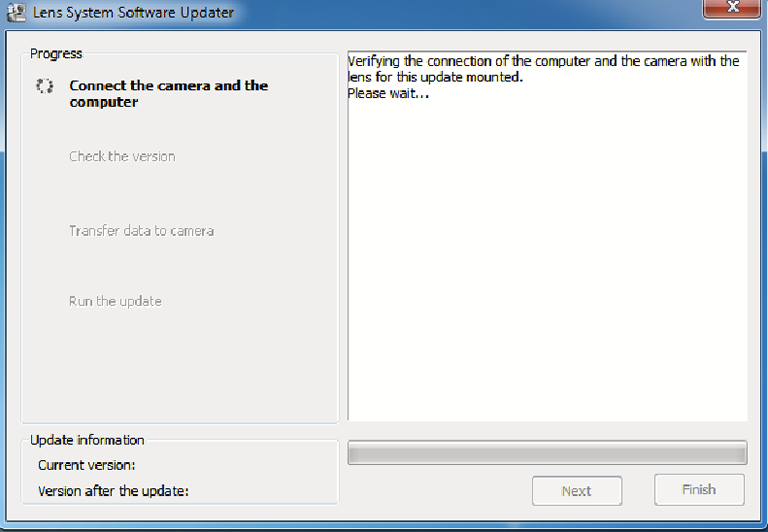 Lens System Software Updater
Progress
Connect the camera and the
computer
Check the version
Transfer data to camera
Run the update
Verifying the connection of the computer and the camera with the
lens for this update mounted.
Please wait...
Update information
Current version:
Version after the update:
Next
Finish